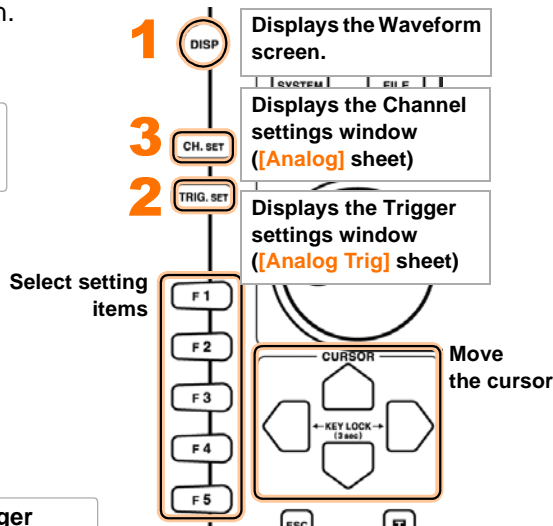 n.
1
DISP
Displays the Waveform
screen.
SYSTEM
FILE
3
CH. SET
Displays the Channel
settings window
([Analog] sheet)
2
TRIG. SET
Displays the Trigger
settings window
([Analog Trig] sheet)
Select setting
items
F 1
F 2
F 3
F 4
F 5
CURSOR
KEY LOCK
(3 sec)
Move
the cursor
ger
ESC